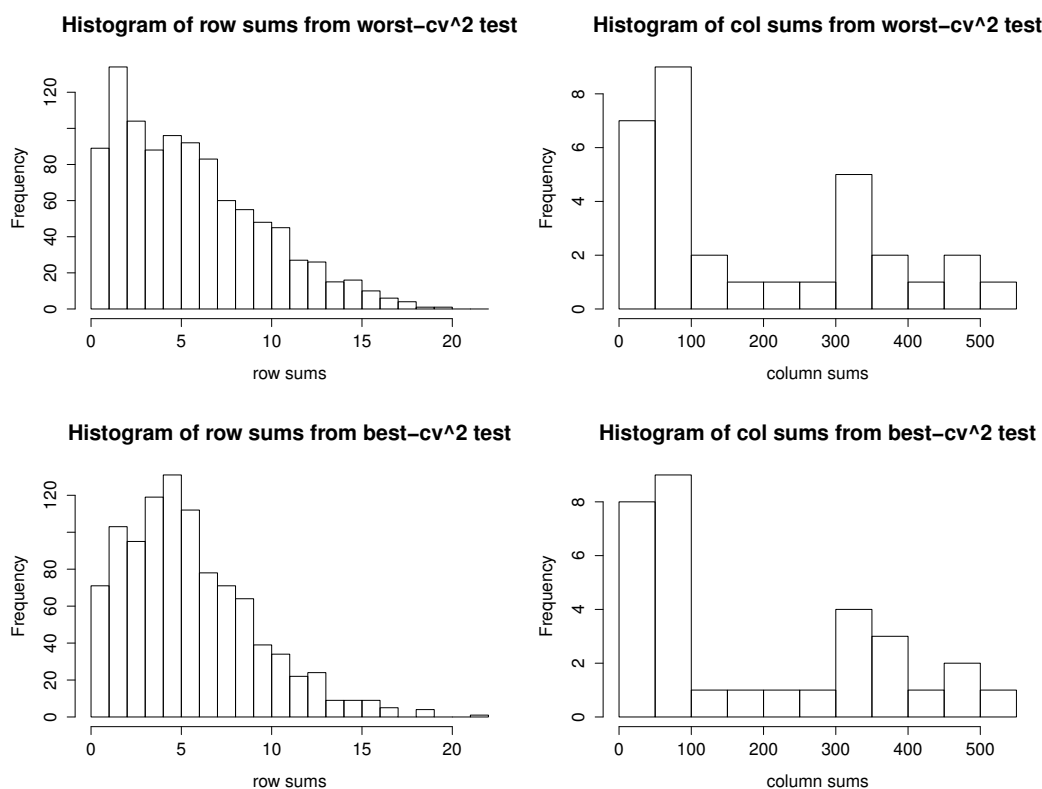 Histogram of row sums from worst−cv^2 test
Frequency
0 20 40 60 80 120
0 5 10 15 20
row sums
Histogram of col sums from worst−cv^2 test
Frequency
0 2 4 6 8
0 100 200 300 400 500
column sums
Histogram of row sums from best−cv^2 test
Frequency
0 20 40 60 80 120
0 5 10 15 20
row sums
Histogram of col sums from best−cv^2 test
Frequency
0 2 4 6 8
0 100 200 300 400 500
column sums